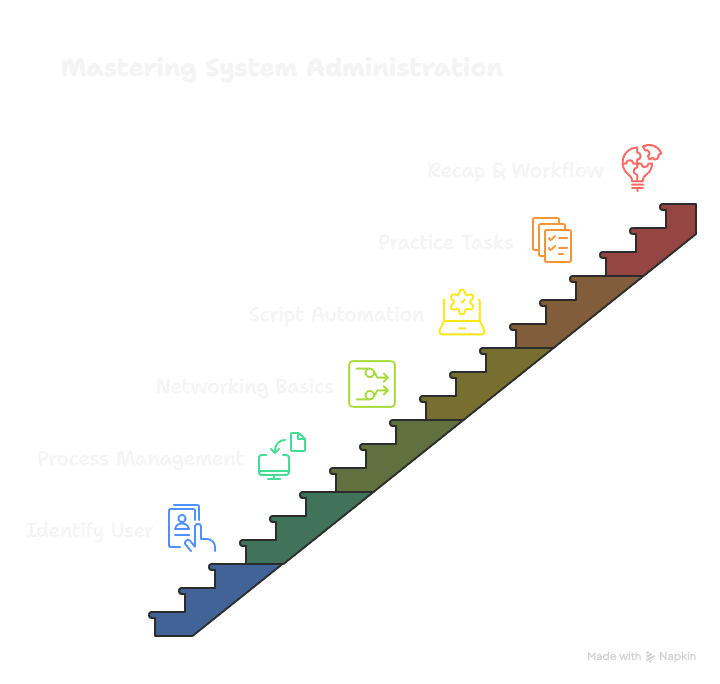 Mastering System Administration
Recap & Workflow
Practice Tasks
Script Automation
Networking Basics
Process Management
Identify User
Made with Napkin